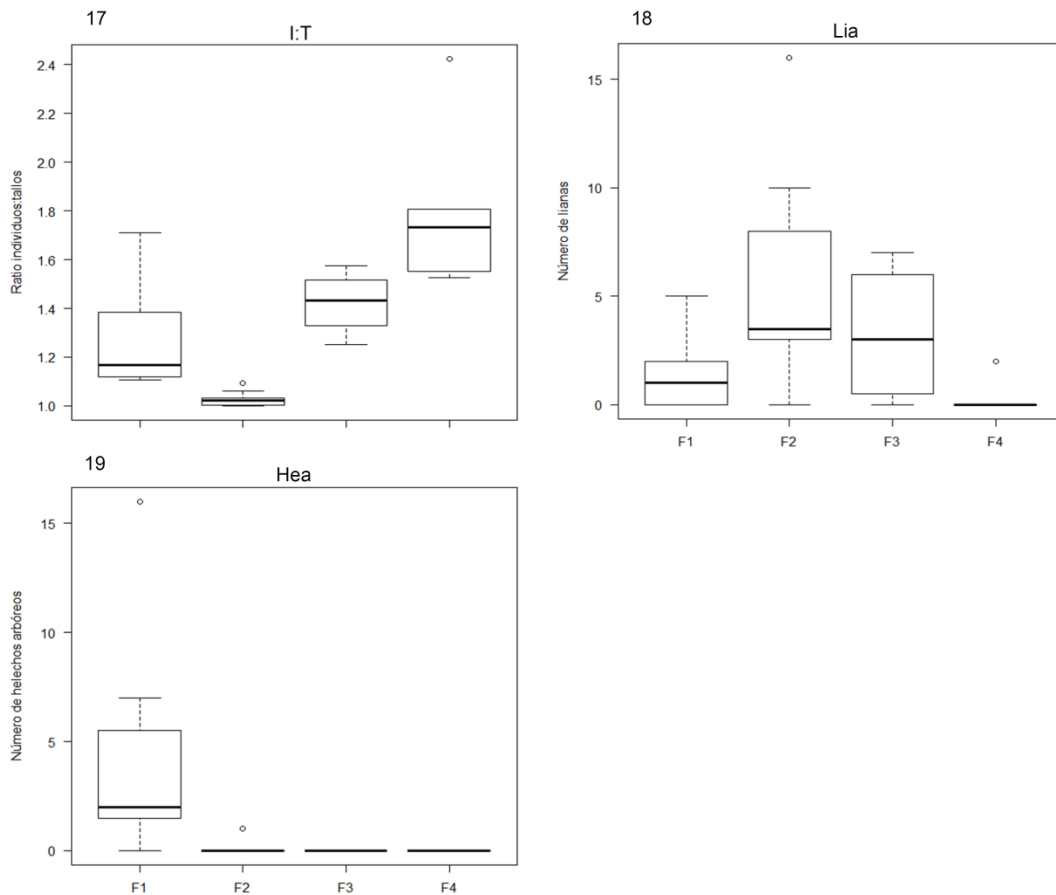 17
I:T
Ratio individuos:tallos
2.4
2.2
2.0
1.8
1.6
1.4
1.2
1.0
18
Lia
Número de lianas
15
10
5
0
F1 F2 F3 F4
19
Hea
Número de helechos arbóreos
15
10
5
0
F1 F2 F3 F4